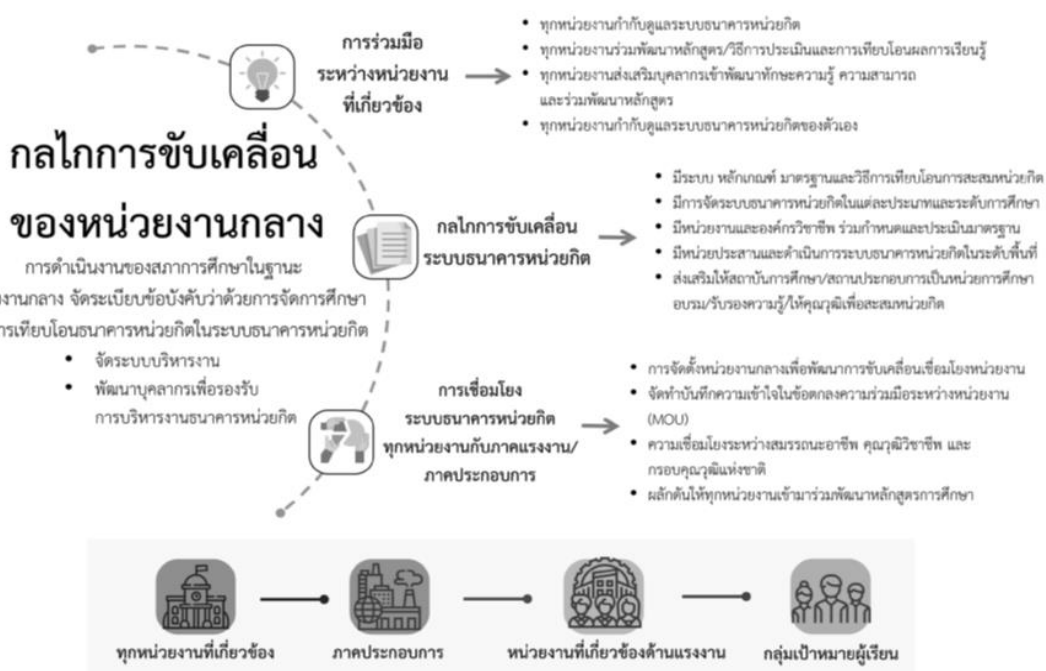 กลไกการขับเคลื่อน
ของหน่วยงานกลาง
การดำเนินงานของสภาการศึกษาในฐานะ
งานกลาง จัดระเบียบข้อบังคับว่าด้วยการจัดการศึกษา
การเทียบโอนธนาคารหน่วยกิตในระบบธนาคารหน่วยกิต
• จัดระบบบริหารงาน
• พัฒนาบุคลากรเพื่อรองรับ
การบริหารงานธนาคารหน่วยกิต
การร่วมมือ
ระหว่างหน่วยงาน
ที่เกี่ยวข้อง
• ทุกหน่วยงานกำกับดูแลระบบธนาคารหน่วยกิต
• ทุกหน่วยงานร่วมพัฒนาหลักสูตร/วิธีการประเมินและการเทียบโอนผลการเรียนรู้
• ทุกหน่วยงานส่งเสริมบุคลากรเข้าพัฒนาทักษะความรู้ ความสามารถ
และร่วมพัฒนาหลักสูตร
• ทุกหน่วยงานกำกับดูแลระบบธนาคารหน่วยกิตของตัวเอง
กลไกการขับเคลื่อน
ระบบธนาคารหน่วยกิต
• มีระบบ หลักเกณฑ์ มาตรฐานและวิธีการเทียบโอนการสะสมหน่วยกิต
• มีการจัดระบบธนาคารหน่วยกิตในแต่ละประเภทและระดับการศึกษา
• มีหน่วยงานและองค์กรวิชาชีพ ร่วมกำหนดและประเมินมาตรฐาน
• มีหน่วยประสานและดำเนินการระบบธนาคารหน่วยกิตในระดับพื้นที่
• ส่งเสริมให้สถาบันการศึกษา/สถานประกอบการเป็นหน่วยการศึกษา
อบรม/รับรองความรู้/ให้คุณวุฒิเพื่อสะสมหน่วยกิต
การเชื่อมโยง
ระบบธนาคารหน่วยกิต
ทุกหน่วยงานกับภาคแรงงาน/
ภาคประกอบการ
• การจัดตั้งหน่วยงานกลางเพื่อพัฒนาการขับเคลื่อนเชื่อมโยงหน่วยงาน
• จัดทำบันทึกความเข้าใจในข้อตกลงความร่วมมือระหว่างหน่วยงาน
(MOU)
• ความเชื่อมโยงระหว่างสมรรถนะอาชีพ คุณวุฒิวิชาชีพ และ
กรอบคุณวุฒิแห่งชาติ
• ผลักดันให้ทุกหน่วยงานเข้ามาร่วมพัฒนาหลักสูตรการศึกษา
ทุกหน่วยงานที่เกี่ยวข้อง
ภาคประกอบการ
หน่วยงานที่เกี่ยวข้องด้านแรงงาน
กลุ่มเป้าหมายผู้เรียน